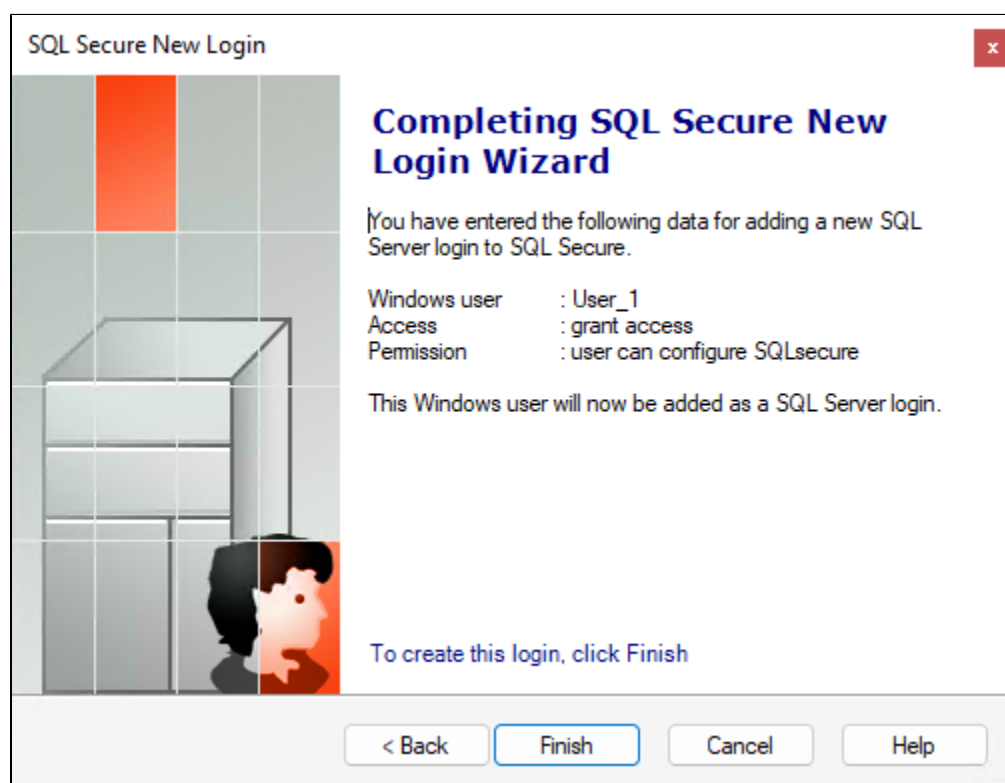 SQL Secure New Login
x
Completing SQL Secure New
Login Wizard
You have entered the following data for adding a new SQL
Server login to SQL Secure.
Windows user : User_1
Access : grant access
Permission : user can configure SQLsecure
This Windows user will now be added as a SQL Server login.
To create this login, click Finish
< Back Finish Cancel Help